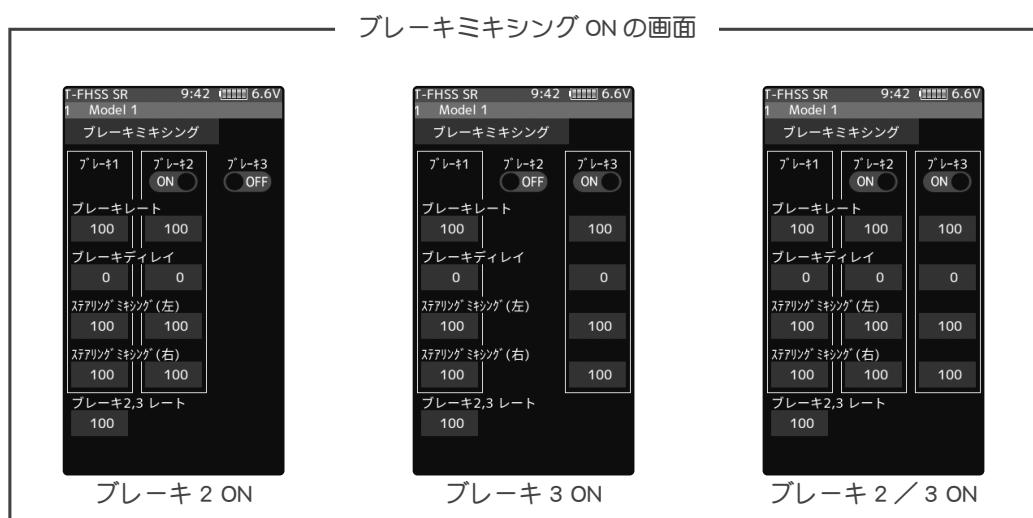 ブレーキミキシング ON の画面
T-FHSS SR 9:42 6.6V
1 Model 1
ブレーキミキシング
ブレーキ1 ブレーキ2 ブレーキ3
ON OFF
ブレーキレート
100 100
ブレーキディレイ
0 0
ステアリングミキシング(左)
100 100
ステアリングミキシング(右)
100 100
ブレーキ2,3 レート
100
ブレーキ 2 ON
T-FHSS SR 9:42 6.6V
1 Model 1
ブレーキミキシング
ブレーキ1 ブレーキ2 ブレーキ3
OFF ON
ブレーキレート
100 100
ブレーキディレイ
0 0
ステアリングミキシング(左)
100 100
ステアリングミキシング(右)
100 100
ブレーキ2,3 レート
100
ブレーキ 3 ON
T-FHSS SR 9:42 6.6V
1 Model 1
ブレーキミキシング
ブレーキ1 ブレーキ2 ブレーキ3
ON ON
ブレーキレート
100 100 100
ブレーキディレイ
0 0 0
ステアリングミキシング(左)
100 100 100
ステアリングミキシング(右)
100 100 100
ブレーキ2,3 レート
100
ブレーキ 2 / 3 ON